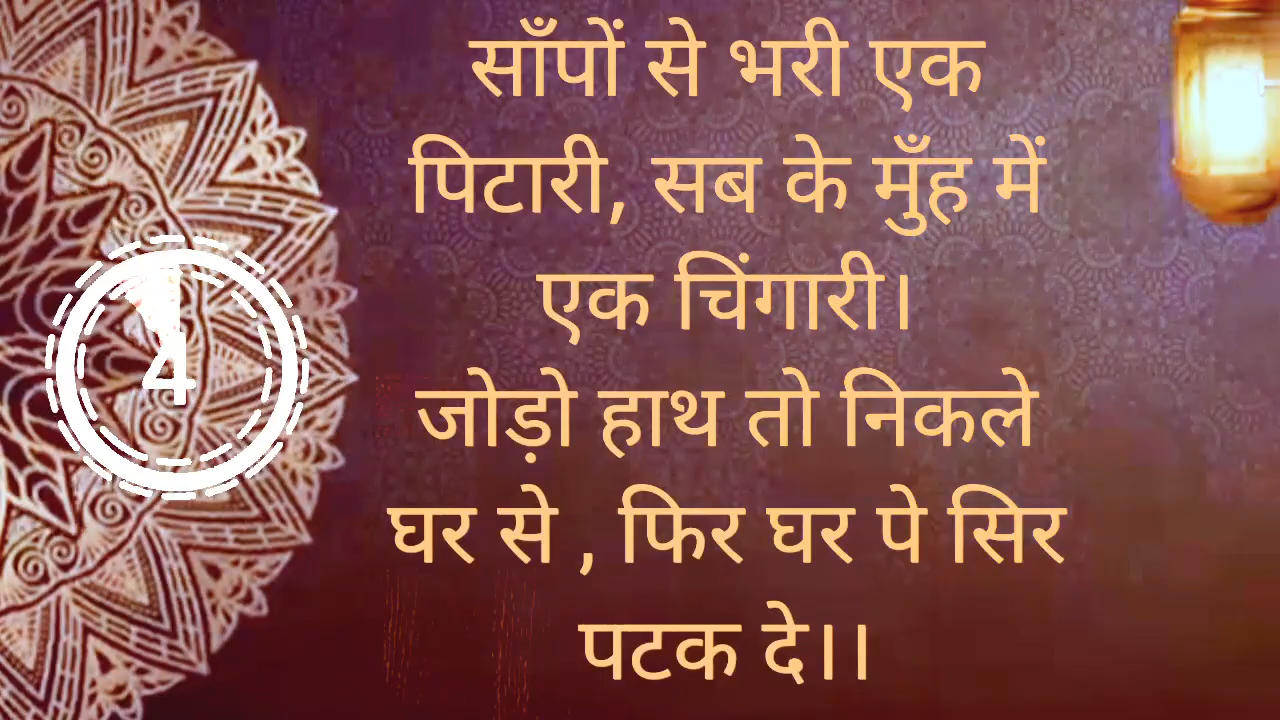 साँपों से भरी एक
पिटारी, सब के मुँह में
एक चिंगारी।
जोड़ो हाथ तो निकले
घर से , फिर घर पे सिर
पटक दे।।
4